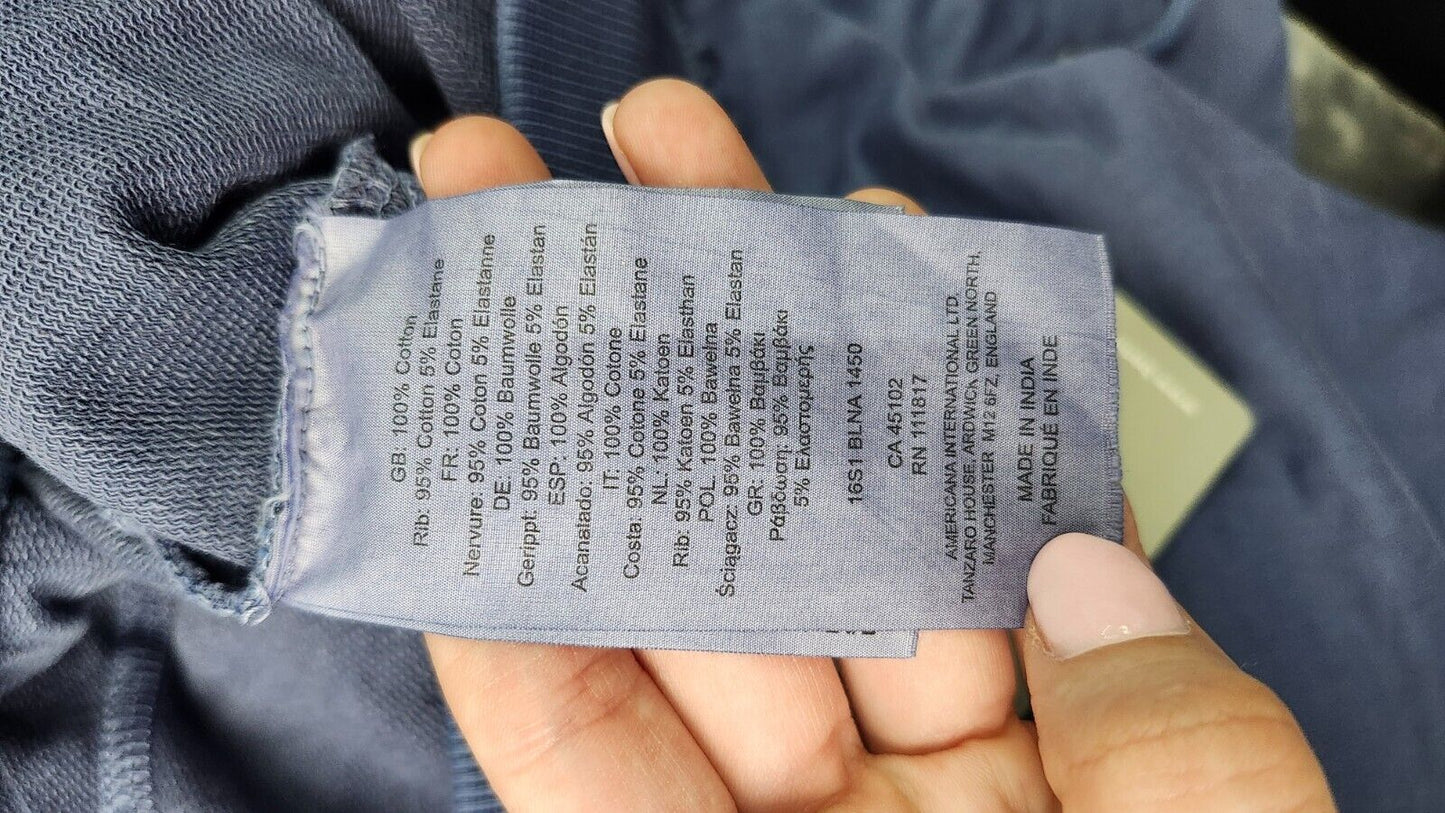 GB: 100% Cotton
Rib: 95% Cotton 5% Elastane
FR: 100% Coton
Nervure: 95% Coton 5% Elastanne
DE: 100% Baumwolle
Gerippt: 95% Baumwolle 5% Elastan
ESP: 100% Algodón
Acanalado: 95% Algodón 5% Elastán
IT: 100% Cotone
Costa: 95% Cotone 5% Elastane
NL: 100% Katoen
Rib: 95% Katoen 5% Elasthan
POL: 100% Bawełna
Ściągacz: 95% Bawełna 5% Elastan
GR: 100% Βαμβάκι
Ράβδωση: 95% Βαμβάκι
5% Ελαστομερής
16S1 BLNA 1450
CA 45102
RN 111817
AMERICANA INTERNATIONAL LTD.
TANZARO HOUSE, ARDWICK GREEN NORTH,
MANCHESTER M12 6FZ, ENGLAND
MADE IN INDIA
FABRIQUÉ EN INDE